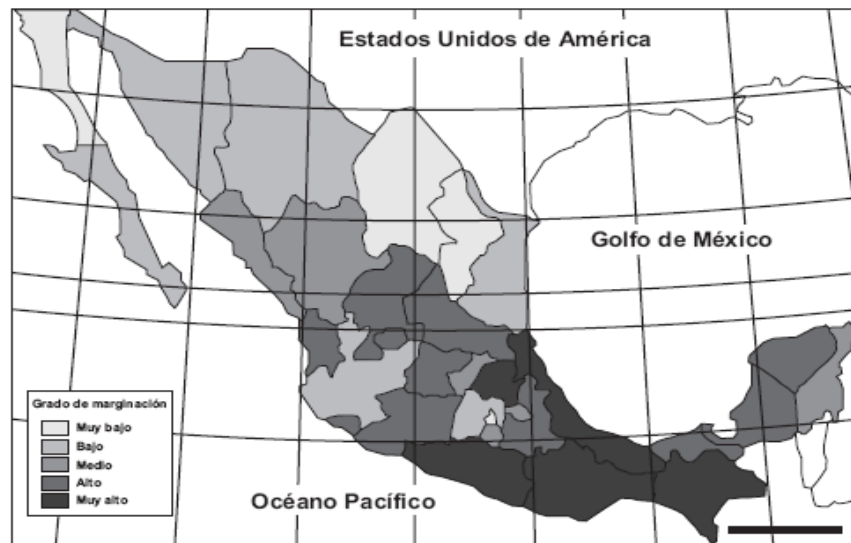 Estados Unidos de América
Golfo de México
Grado de marginación
Muy bajo
Bajo
Medio
Alto
Muy alto
Océano Pacífico